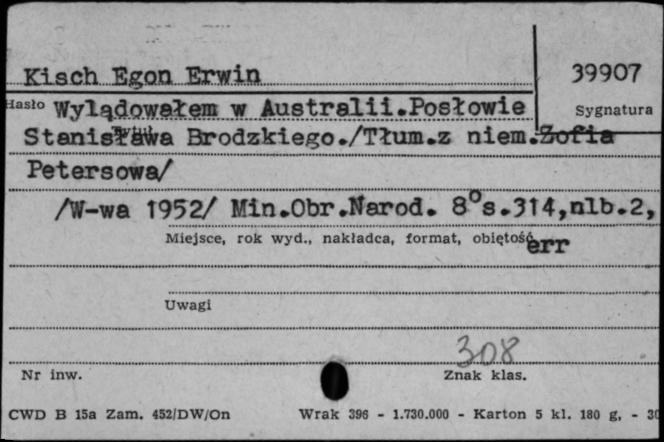 Kisch Egon Erwin
39907
Hasło Wylądowałem w Australii.Posłowie
Sygnatura
Stanisława Brodzkiego./Tłum.z niem.Zofia
Petersowa/
/W-wa 1952/ Min.Obr.Narod. 8°s.314,nlb.2,
Miejsce, rok wyd., nakładca, format, objętość
err
Uwagi
308
Nr inw.
Znak klas.
CWD B 15a Zam. 452/DW/On Wrak 396 - 1.730.000 - Karton 5 kl. 180 g, - 30